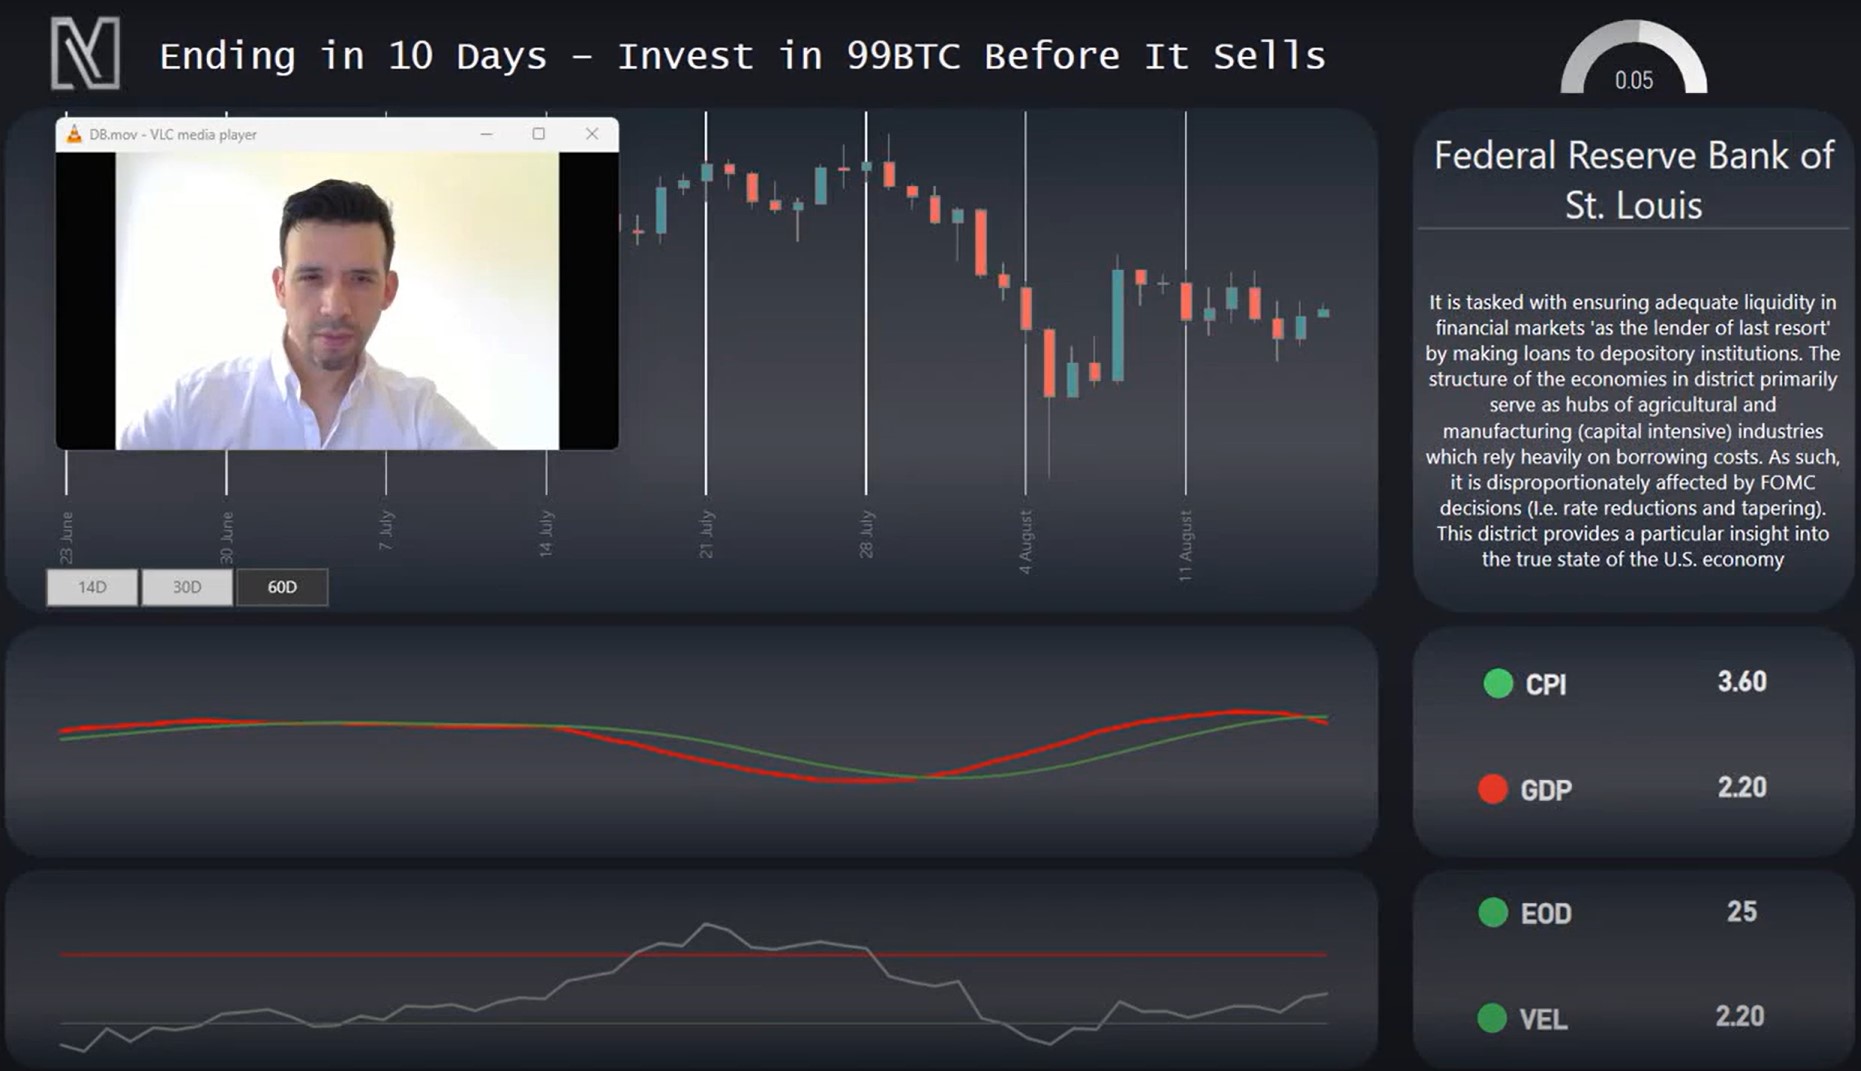 Ending in 10 Days – Invest in 99BTC Before It Sells
0.05
DB.mov - VLC media player
23 June
30 June
7 July
14 July
21 July
28 July
4 August
11 August
14D
30D
60D
Federal Reserve Bank of
St. Louis
It is tasked with ensuring adequate liquidity in
financial markets 'as the lender of last resort'
by making loans to depository institutions. The
structure of the economies in district primarily
serve as hubs of agricultural and
manufacturing (capital intensive) industries
which rely heavily on borrowing costs. As such,
it is disproportionately affected by FOMC
decisions (I.e. rate reductions and tapering).
This district provides a particular insight into
the true state of the U.S. economy
CPI 3.60
GDP 2.20
EOD 25
VEL 2.20